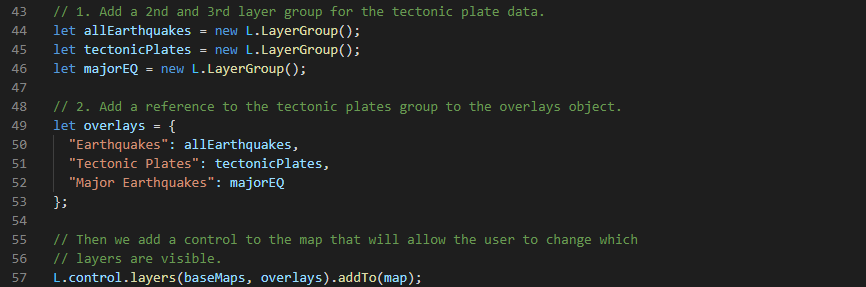 43 // 1. Add a 2nd and 3rd layer group for the tectonic plate data.
44 let allEarthquakes = new L.LayerGroup();
45 let tectonicPlates = new L.LayerGroup();
46 let majorEQ = new L.LayerGroup();
47
48 // 2. Add a reference to the tectonic plates group to the overlays object.
49 let overlays = {
50   "Earthquakes": allEarthquakes,
51   "Tectonic Plates": tectonicPlates,
52   "Major Earthquakes": majorEQ
53 };
54
55 // Then we add a control to the map that will allow the user to change which
56 // layers are visible.
57 L.control.layers(baseMaps, overlays).addTo(map);